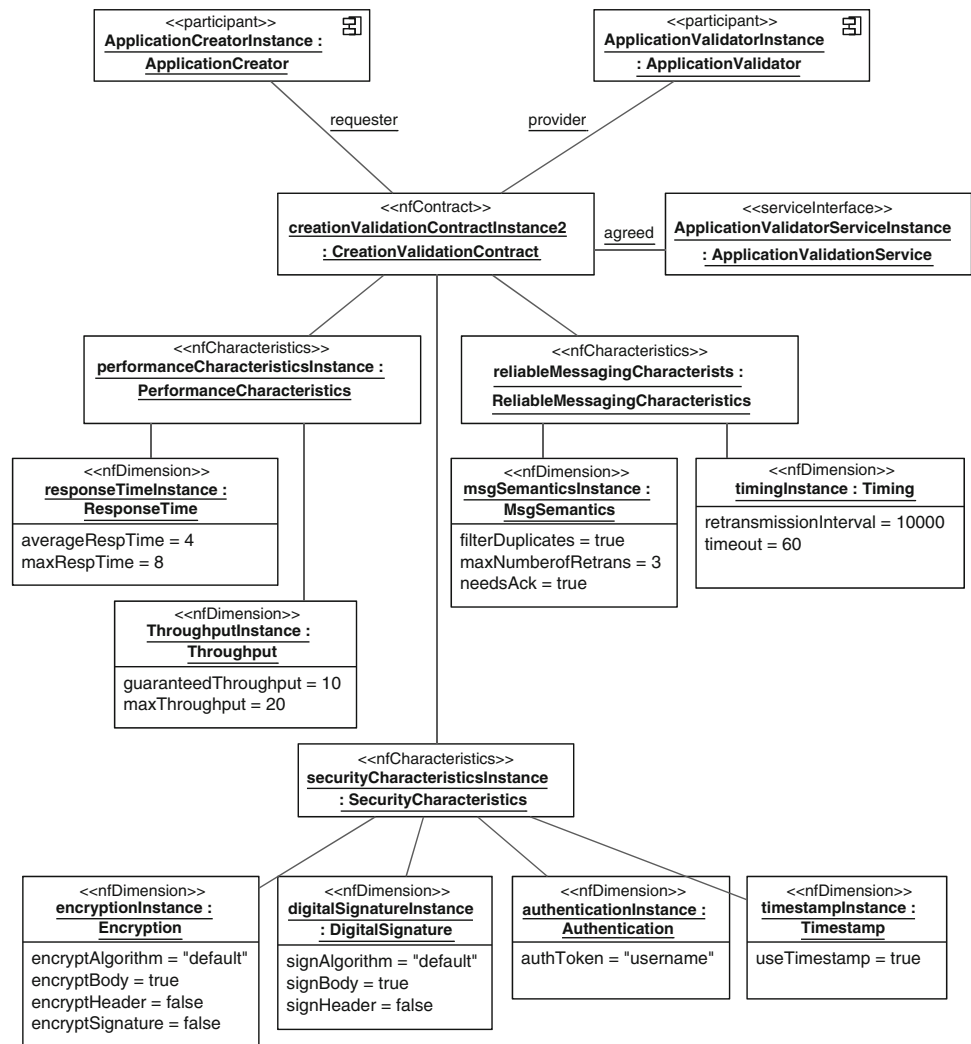 <<participant>>
ApplicationCreatorInstance :
ApplicationCreator
<<participant>>
ApplicationValidatorInstance
: ApplicationValidator
requester
provider
<<nfContract>>
creationValidationContractInstance2
: CreationValidationContract
agreed
<<serviceInterface>>
ApplicationValidatorServiceInstance
: ApplicationValidationService
<<nfCharacteristics>>
performanceCharacteristicsInstance :
PerformanceCharacteristics
<<nfCharacteristics>>
reliableMessagingCharacterists :
ReliableMessagingCharacteristics
<<nfDimension>>
responseTimeInstance :
ResponseTime
averageRespTime = 4
maxRespTime = 8
<<nfDimension>>
msgSemanticsInstance :
MsgSemantics
filterDuplicates = true
maxNumberofRetrans = 3
needsAck = true
<<nfDimension>>
timingInstance : Timing
retransmissionInterval = 10000
timeout = 60
<<nfDimension>>
ThroughputInstance :
Throughput
guaranteedThroughput = 10
maxThroughput = 20
<<nfCharacteristics>>
securityCharacteristicsInstance
: SecurityCharacteristics
<<nfDimension>>
encryptionInstance :
Encryption
encryptAlgorithm = "default"
encryptBody = true
encryptHeader = false
encryptSignature = false
<<nfDimension>>
digitalSignatureInstance
: DigitalSignature
signAlgorithm = "default"
signBody = true
signHeader = false
<<nfDimension>>
authenticationInstance :
Authentication
authToken = "username"
<<nfDimension>>
timestampInstance :
Timestamp
useTimestamp = true